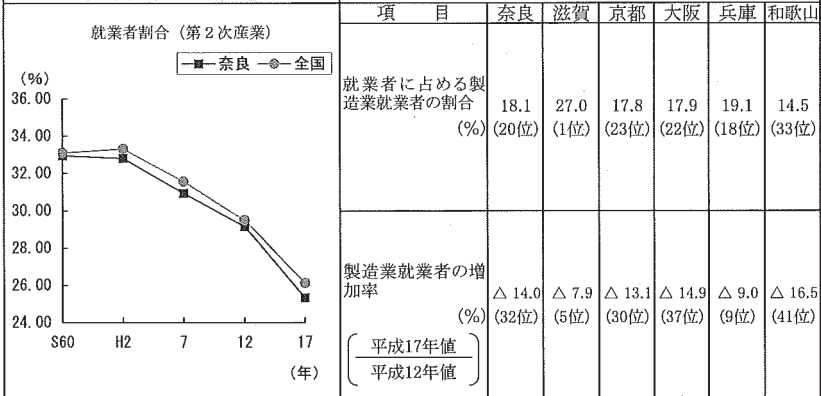 就業者割合（第２次産業）
奈良 全国
(%)
36.00
34.00
32.00
30.00
28.00
26.00
24.00
S60 H2 7 12 17
(年)
項　目 奈良 滋賀 京都 大阪 兵庫 和歌山
就業者に占める製
造業就業者の割合
(%)
18.1 27.0 17.8 17.9 19.1 14.5
(20位) (1位) (23位) (22位) (18位) (33位)
製造業就業者の増
加率
(%)
△ 14.0 △ 7.9 △ 13.1 △ 14.9 △ 9.0 △ 16.5
(32位) (5位) (30位) (37位) (9位) (41位)
平成17年値
平成12年値